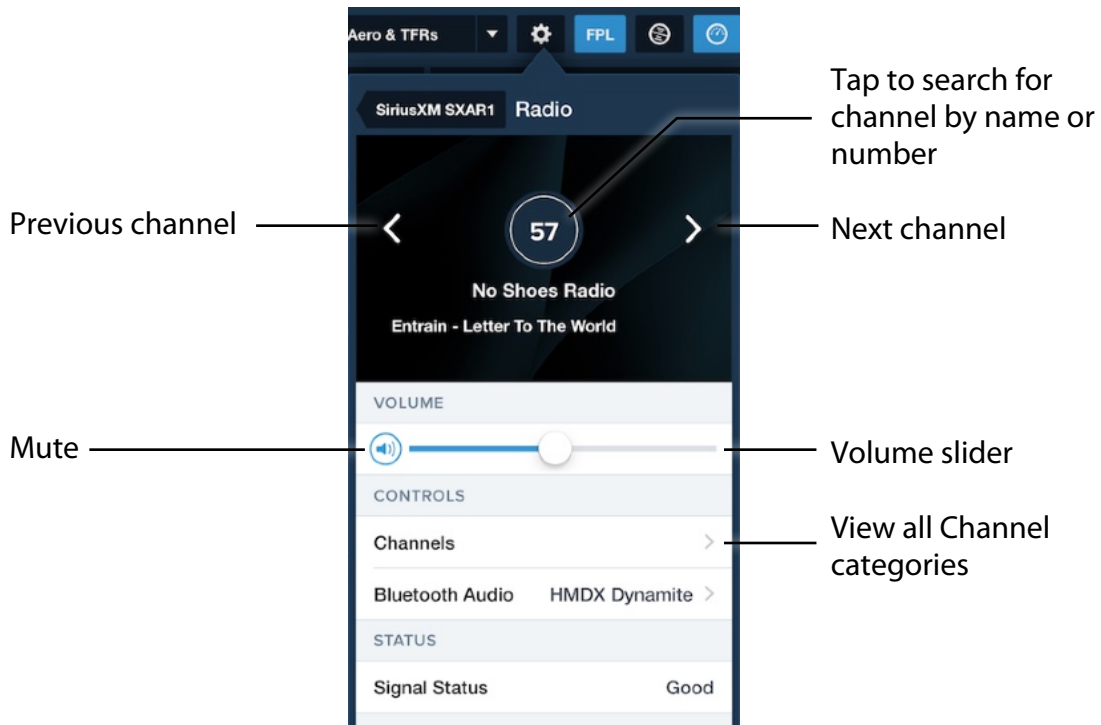 Aero & TFRs
FPL
SiriusXM SXAR1
Radio
Tap to search for
channel by name or
number
Previous channel
57
Next channel
No Shoes Radio
Entrain - Letter To The World
VOLUME
Mute
Volume slider
CONTROLS
Channels
View all Channel
categories
Bluetooth Audio
HMDX Dynamite
STATUS
Signal Status
Good